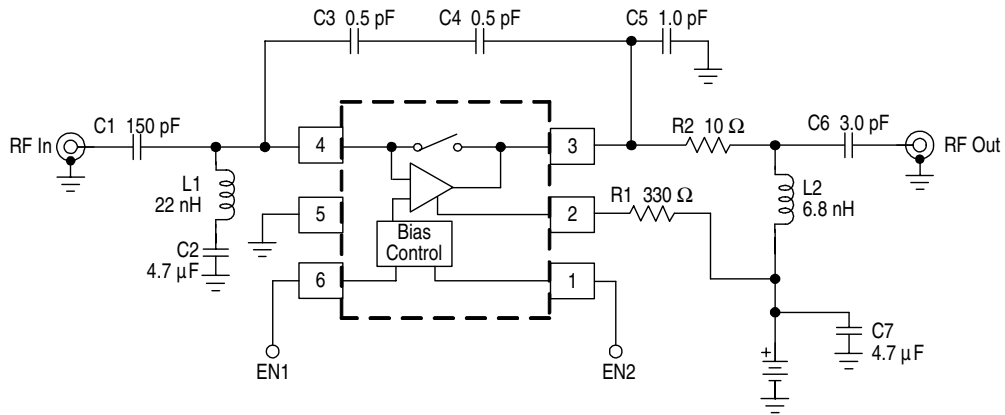 C3 0.5 pF
C4 0.5 pF
C5 1.0 pF
C1 150 pF
RF In
4
3
R2 10 Ω
C6 3.0 pF
RF Out
L1
22 nH
L2
6.8 nH
5
2
R1 330 Ω
Bias
Control
C2
4.7 µF
6
1
EN1
EN2
+
C7
4.7 µF